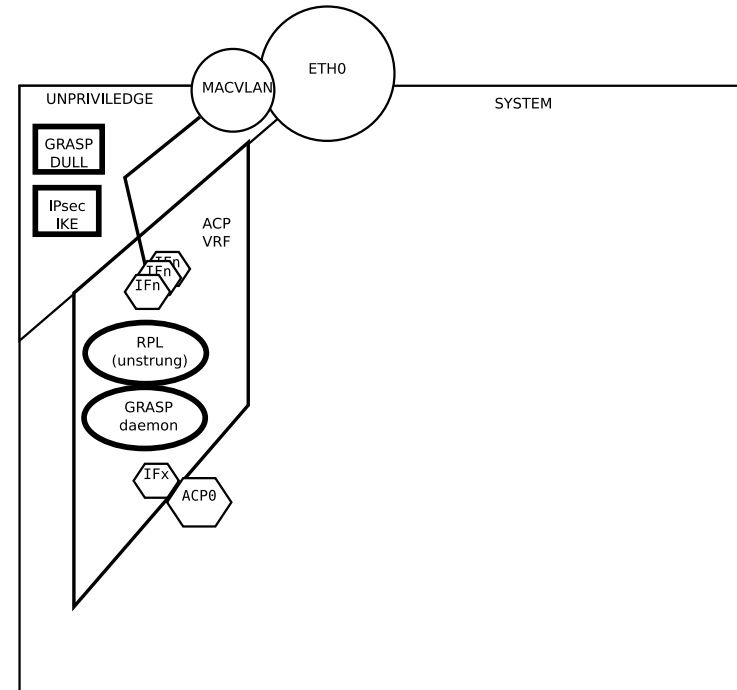 ETH0
MACVLAN
UNPRIVILEDGE
SYSTEM
GRASP
DULL
IPsec
IKE
ACP
VRF
IFn
IFn
IFn
RPL
(unstrung)
GRASP
daemon
IFx
ACP0